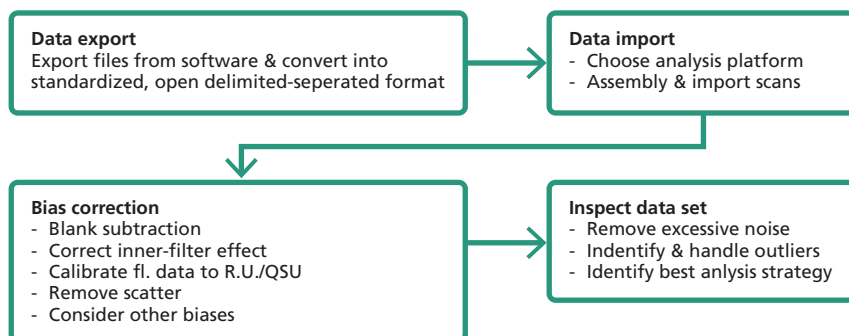 Data export
Export files from software & convert into
standardized, open delimited-seperated format
Data import
- Choose analysis platform
- Assembly & import scans
Bias correction
- Blank subtraction
- Correct inner-filter effect
- Calibrate fl. data to R.U./QSU
- Remove scatter
- Consider other biases
Inspect data set
- Remove excessive noise
- Indentify & handle outliers
- Identify best anlysis strategy